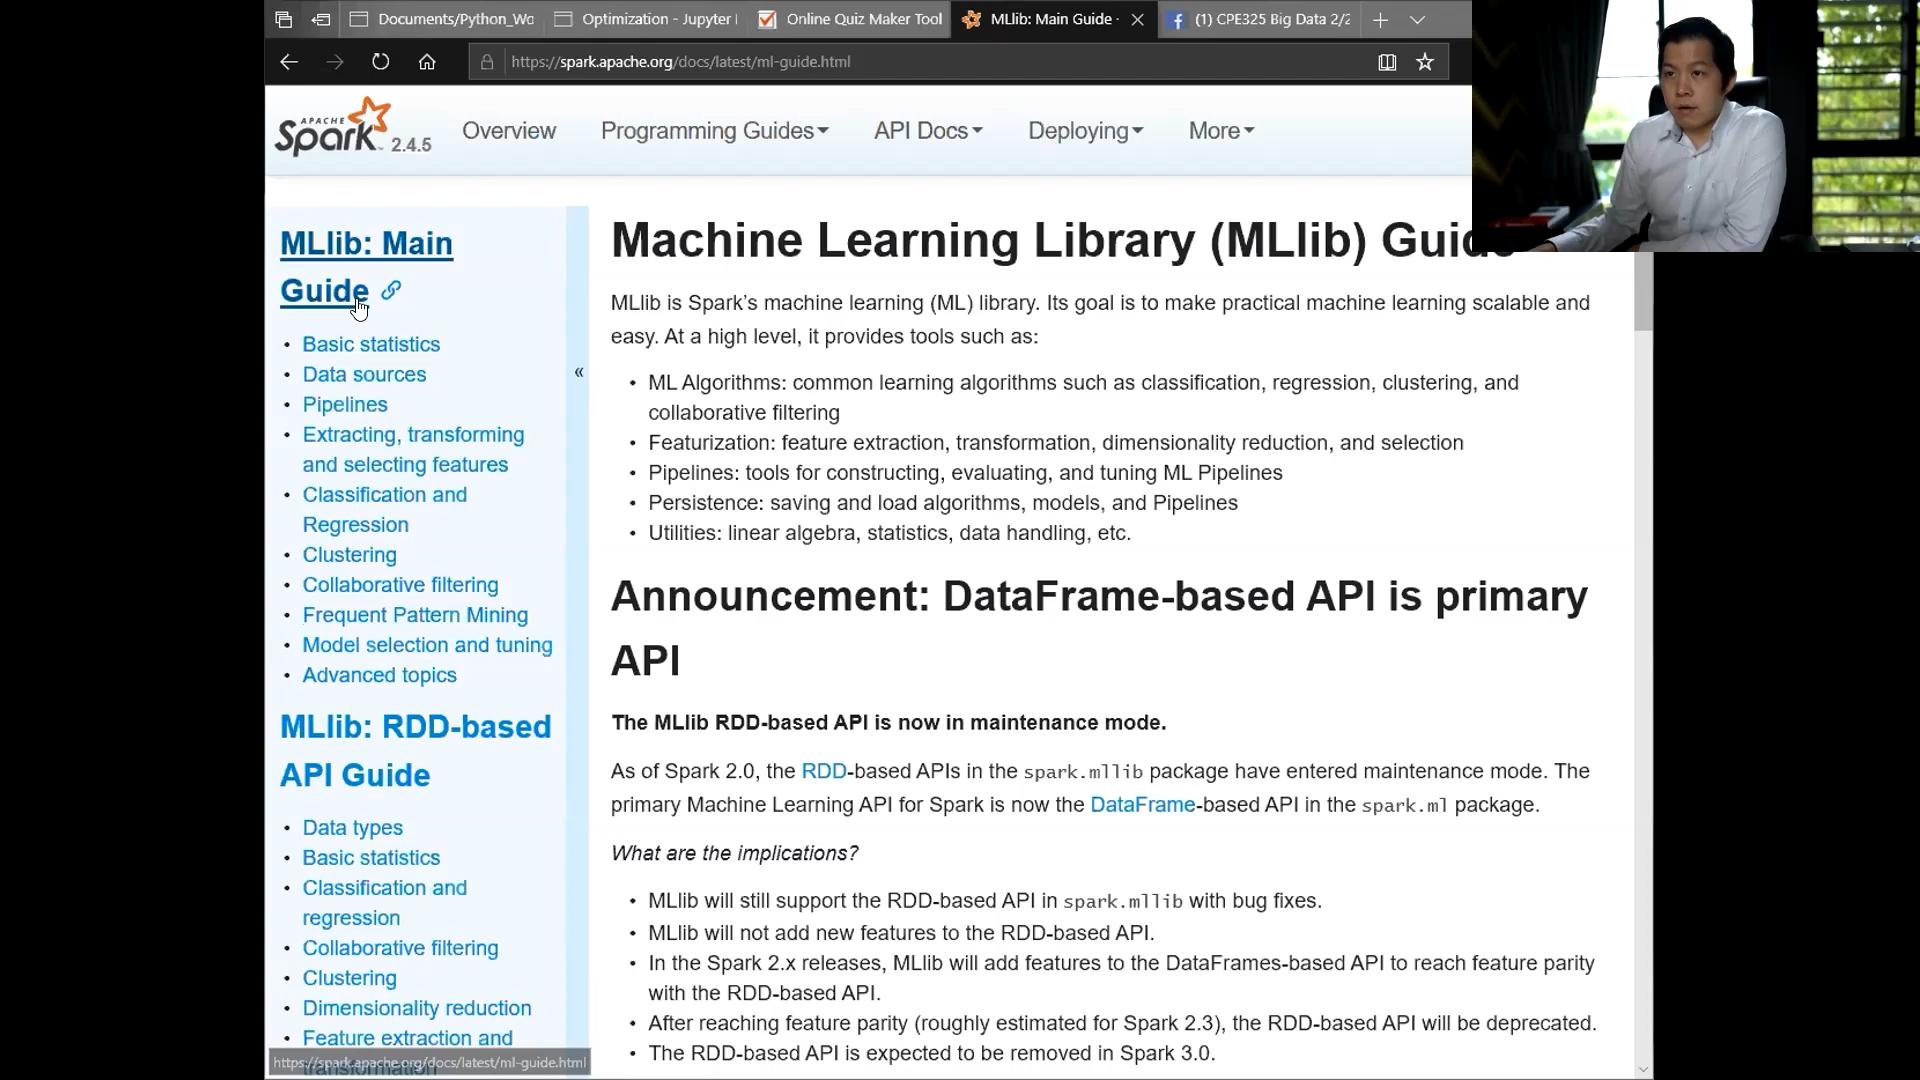 Documents/Python_Wo
Optimization - Jupyter
Online Quiz Maker Tool
MLlib: Main Guide -
(1) CPE325 Big Data 2/2
https://spark.apache.org/docs/latest/ml-guide.html
APACHE
Spark 2.4.5
Overview
Programming Guides
API Docs
Deploying
More
MLlib: Main
Guide
Basic statistics
Data sources
Pipelines
Extracting, transforming
and selecting features
Classification and
Regression
Clustering
Collaborative filtering
Frequent Pattern Mining
Model selection and tuning
Advanced topics
MLlib: RDD-based
API Guide
Data types
Basic statistics
Classification and
regression
Collaborative filtering
Clustering
Dimensionality reduction
Feature extraction and
transformation
https://spark.apache.org/docs/latest/ml-guide.html
«
Machine Learning Library (MLlib) Guide
MLlib is Spark’s machine learning (ML) library. Its goal is to make practical machine learning scalable and
easy. At a high level, it provides tools such as:
• ML Algorithms: common learning algorithms such as classification, regression, clustering, and
collaborative filtering
• Featurization: feature extraction, transformation, dimensionality reduction, and selection
• Pipelines: tools for constructing, evaluating, and tuning ML Pipelines
• Persistence: saving and load algorithms, models, and Pipelines
• Utilities: linear algebra, statistics, data handling, etc.
Announcement: DataFrame-based API is primary
API
The MLlib RDD-based API is now in maintenance mode.
As of Spark 2.0, the RDD-based APIs in the spark.mllib package have entered maintenance mode. The
primary Machine Learning API for Spark is now the DataFrame-based API in the spark.ml package.
What are the implications?
• MLlib will still support the RDD-based API in spark.mllib with bug fixes.
• MLlib will not add new features to the RDD-based API.
• In the Spark 2.x releases, MLlib will add features to the DataFrames-based API to reach feature parity
with the RDD-based API.
• After reaching feature parity (roughly estimated for Spark 2.3), the RDD-based API will be deprecated.
• The RDD-based API is expected to be removed in Spark 3.0.